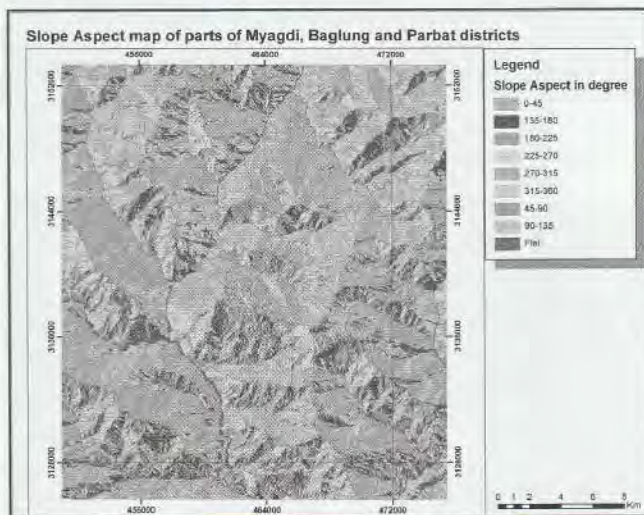 Slope Aspect map of parts of Myagdi, Baglung and Parbat districts
456000 464000 472000
3152000 3152000
3144000 3144000
3136000 3136000
3128000 3128000
456000 464000 472000
Legend
Slope Aspect in degree
0-45
135-180
180-225
225-270
270-315
315-360
45-90
90-135
Flat
0 1 2 4 6 8
Km